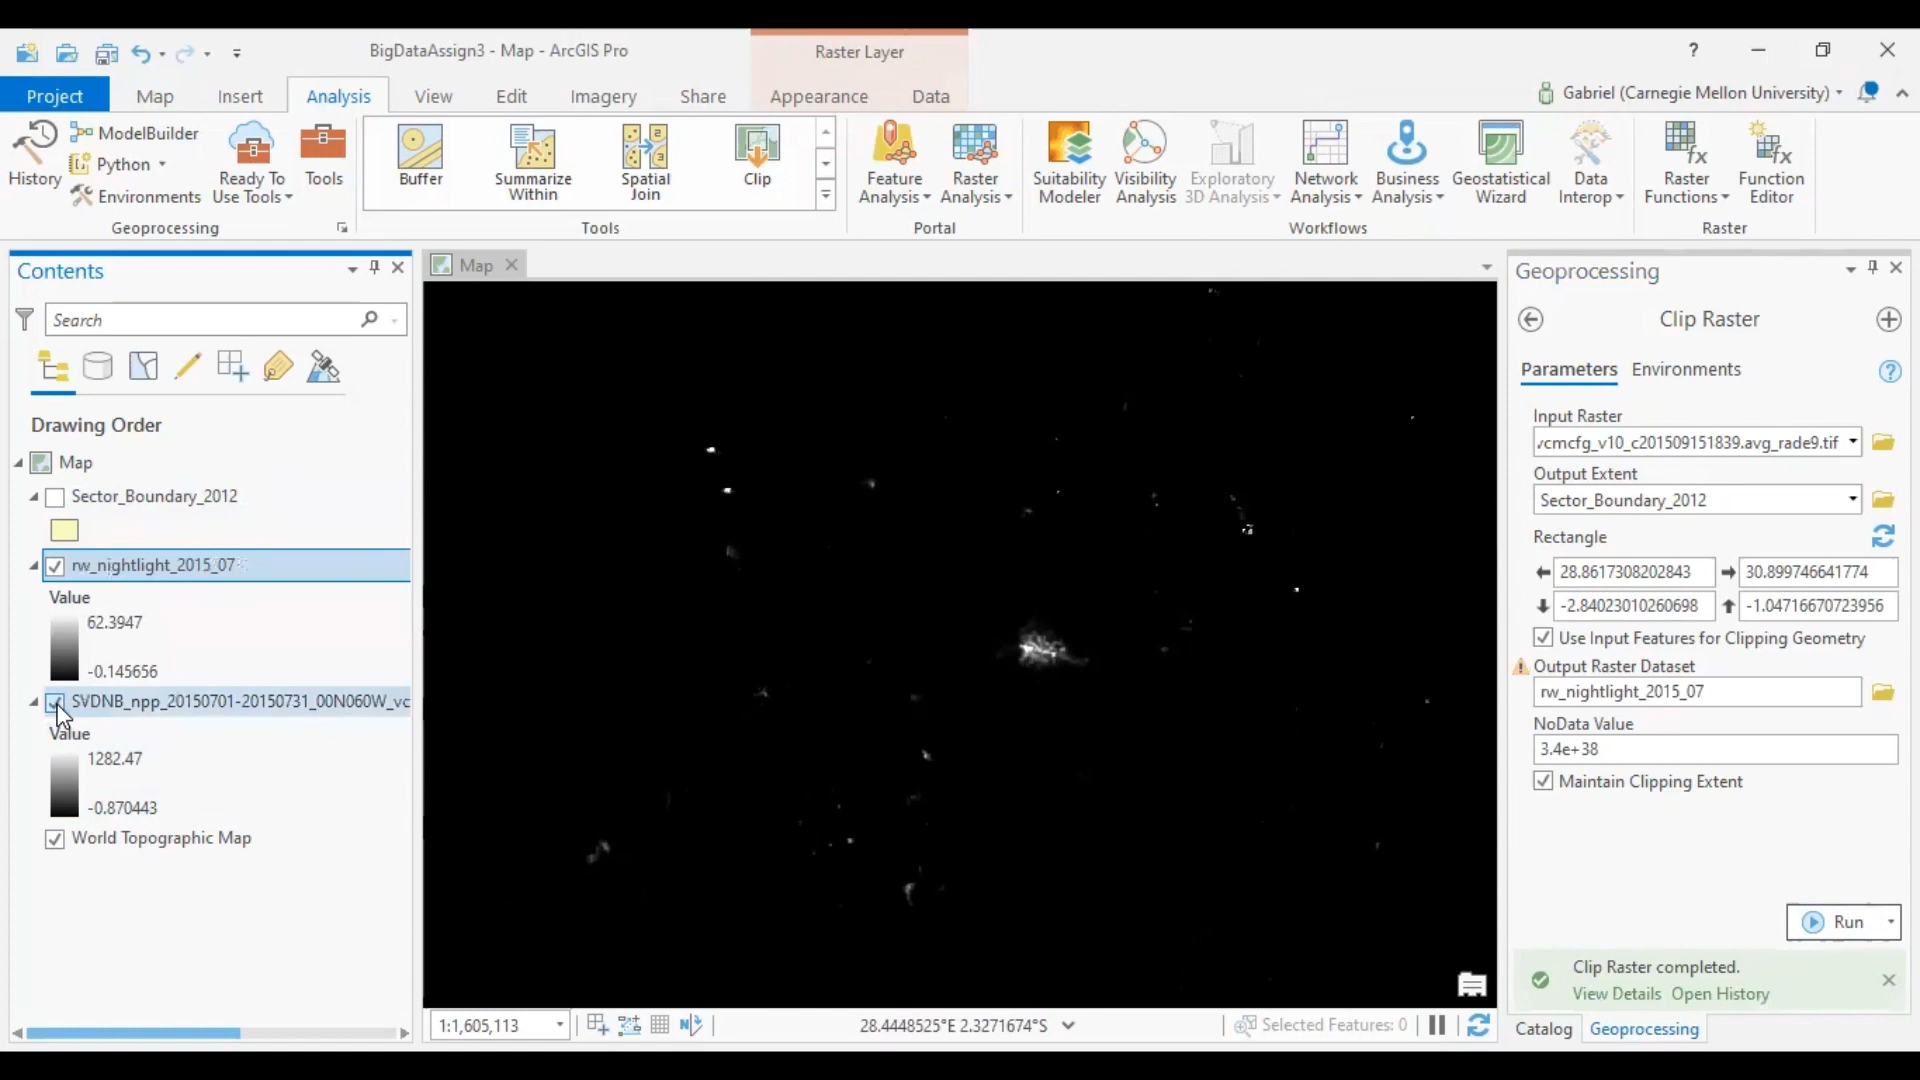 BigDataAssign3 - Map - ArcGIS Pro
Raster Layer
?
Project
Map
Insert
Analysis
View
Edit
Imagery
Share
Appearance
Data
Gabriel (Carnegie Mellon University)
History
ModelBuilder
Python
Environments
Ready To
Use Tools
Tools
Geoprocessing
Buffer
Summarize
Within
Spatial
Join
Clip
Tools
Feature
Analysis
Raster
Analysis
Portal
Suitability
Modeler
Visibility
Analysis
Exploratory
3D Analysis
Network
Analysis
Business
Analysis
Geostatistical
Wizard
Data
Interop
Workflows
Raster
Functions
Function
Editor
Raster
Contents
Search
Drawing Order
Map
Sector_Boundary_2012
rw_nightlight_2015_07
Value
62.3947
-0.145656
SVDNB_npp_20150701-20150731_00N060W_vc
Value
1282.47
-0.870443
World Topographic Map
Map
1:1,605,113
28.4448525°E 2.3271674°S
Selected Features: 0
Geoprocessing
Clip Raster
Parameters
Environments
Input Raster
vcmcfg_v10_c201509151839.avg_rade9.tif
Output Extent
Sector_Boundary_2012
Rectangle
28.8617308202843
30.899746641774
-2.84023010260698
-1.04716670723956
Use Input Features for Clipping Geometry
Output Raster Dataset
rw_nightlight_2015_07
NoData Value
3.4e+38
Maintain Clipping Extent
Run
Clip Raster completed.
View Details Open History
Catalog
Geoprocessing